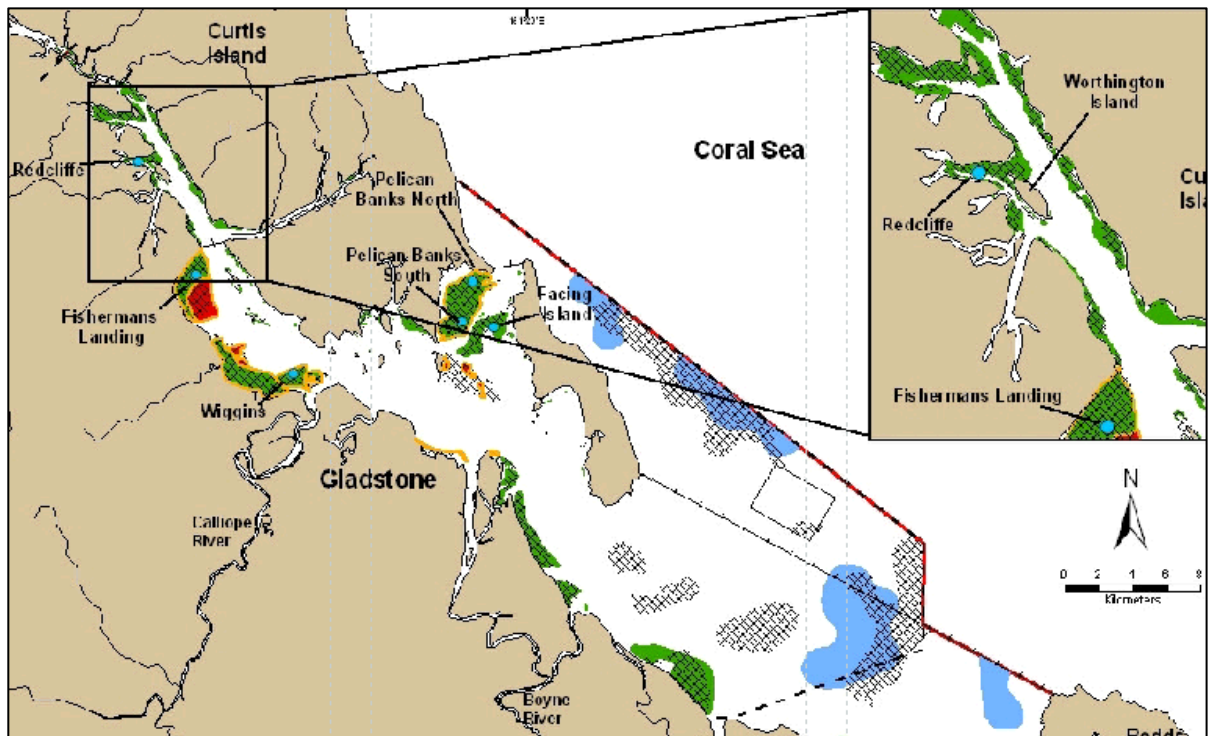 Curtis
Island
Redcliffe
Pelican
Banks North
Pelican Banks
South
Facing
Island
Fishermans
Landing
Wiggins
Coral Sea
Gladstone
Calliope
River
Boyne
River
Worthington
Island
Redcliffe
Fishermans Landing
N
0 2 4 6 8
Kilometers